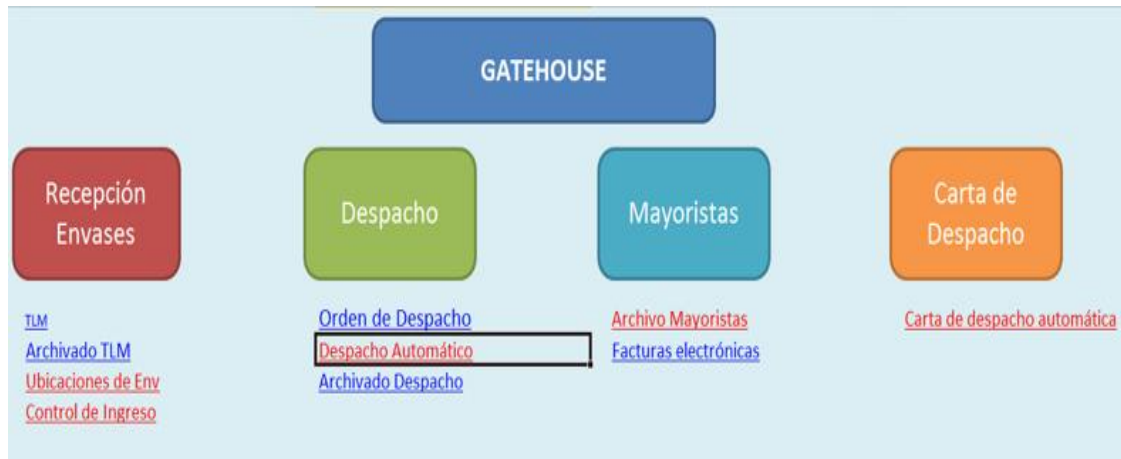 GATEHOUSE
Recepción
Envases
Despacho
Mayoristas
Carta de
Despacho
TLM
Archivado TLM
Ubicaciones de Env
Control de Ingreso
Orden de Despacho
Despacho Automático
Archivado Despacho
Archivo Mayoristas
Facturas electrónicas
Carta de despacho automática